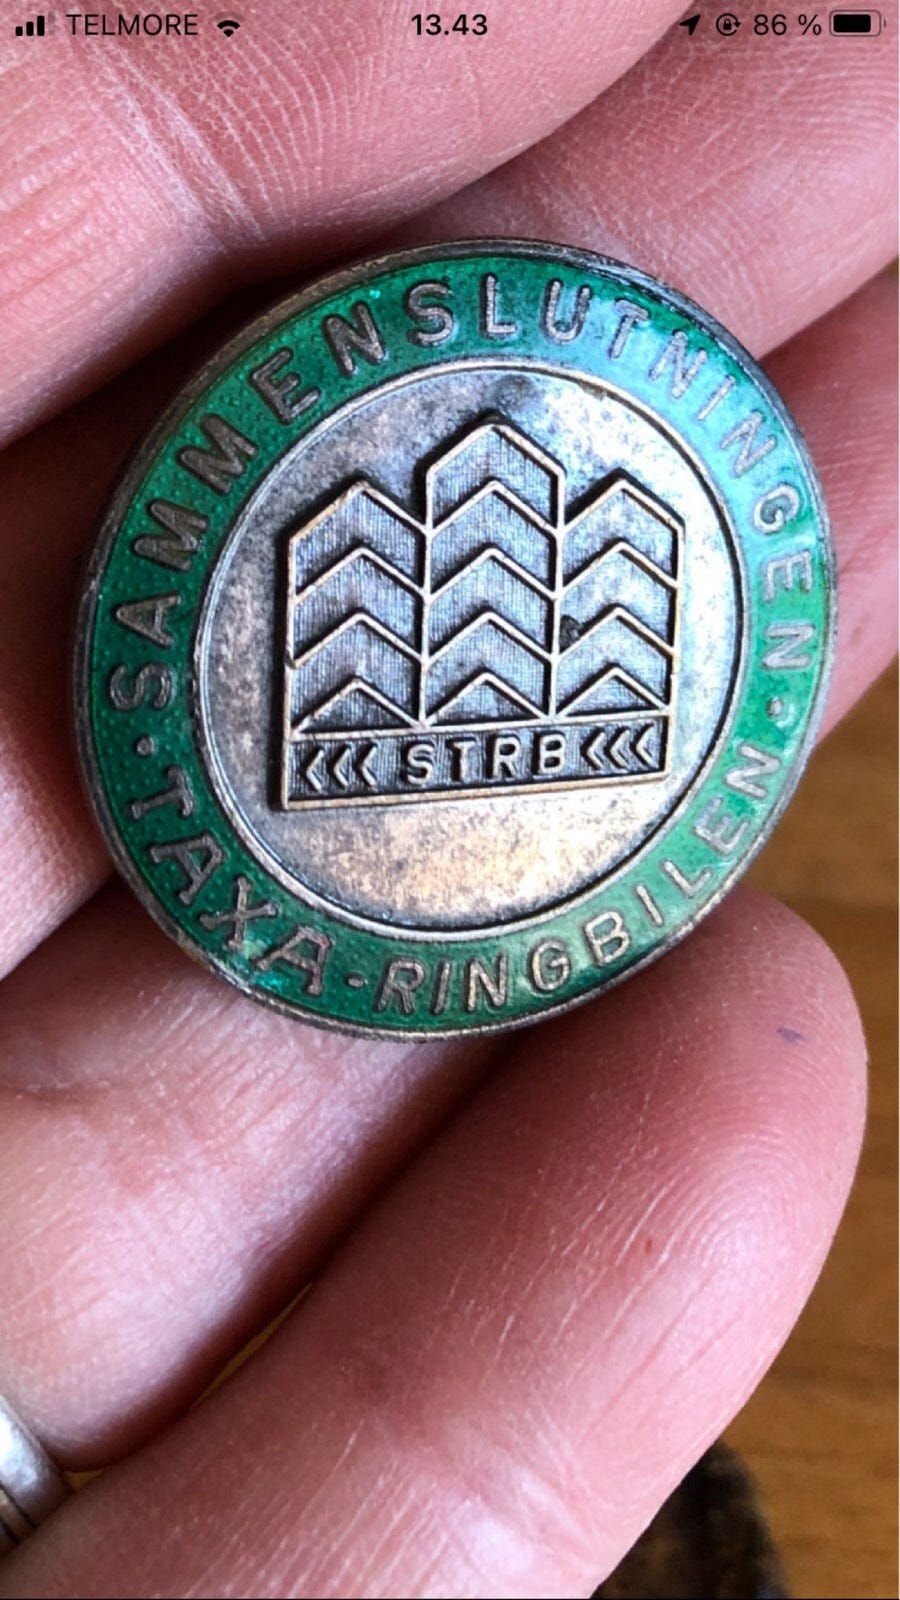 TELMORE 13.43 86 %
SAMMENSLUTNINGEN
<<< STRB <<<
TAXA-RINGBILEN